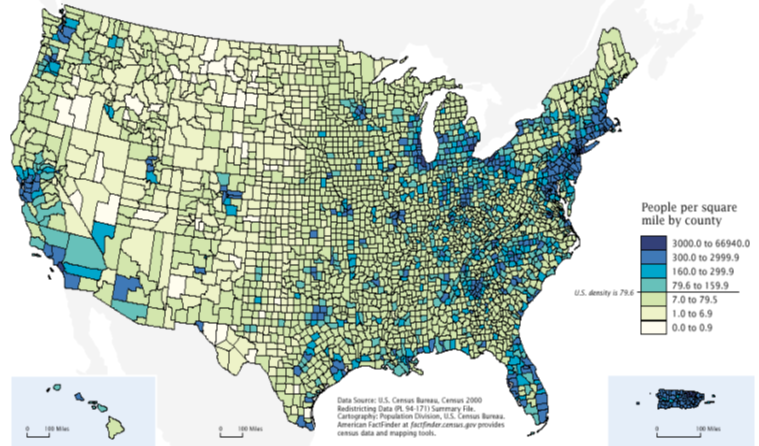 People per square
mile by county
3000.0 to 66940.0
300.0 to 2999.9
160.0 to 299.9
79.6 to 159.9
U.S. density is 79.6
7.0 to 79.5
1.0 to 6.9
0.0 to 0.9
Data Source: U.S. Census Bureau, Census 2000
Redistricting Data (PL 94-171) Summary File.
Cartography: Population Division, U.S. Census Bureau.
American FactFinder at factfinder.census.gov provides
census data and mapping tools.
0 100 Miles
0 100 Miles
0 100 Miles